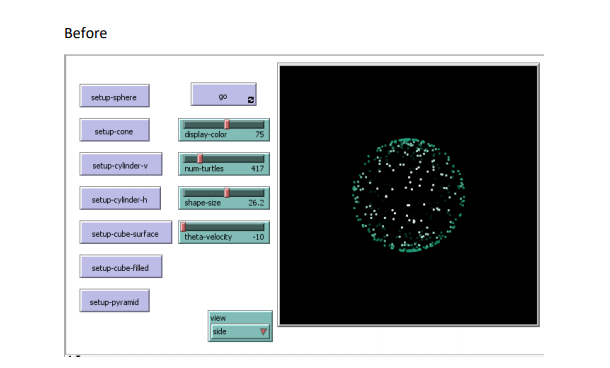 Before
setup-sphere
go
setup-cone
display-color 75
setup-cylinder-v
num-turtles 417
setup-cylinder-h
shape-size 26.2
setup-cube-surface
theta-velocity -10
setup-cube-filled
setup-pyramid
view
side